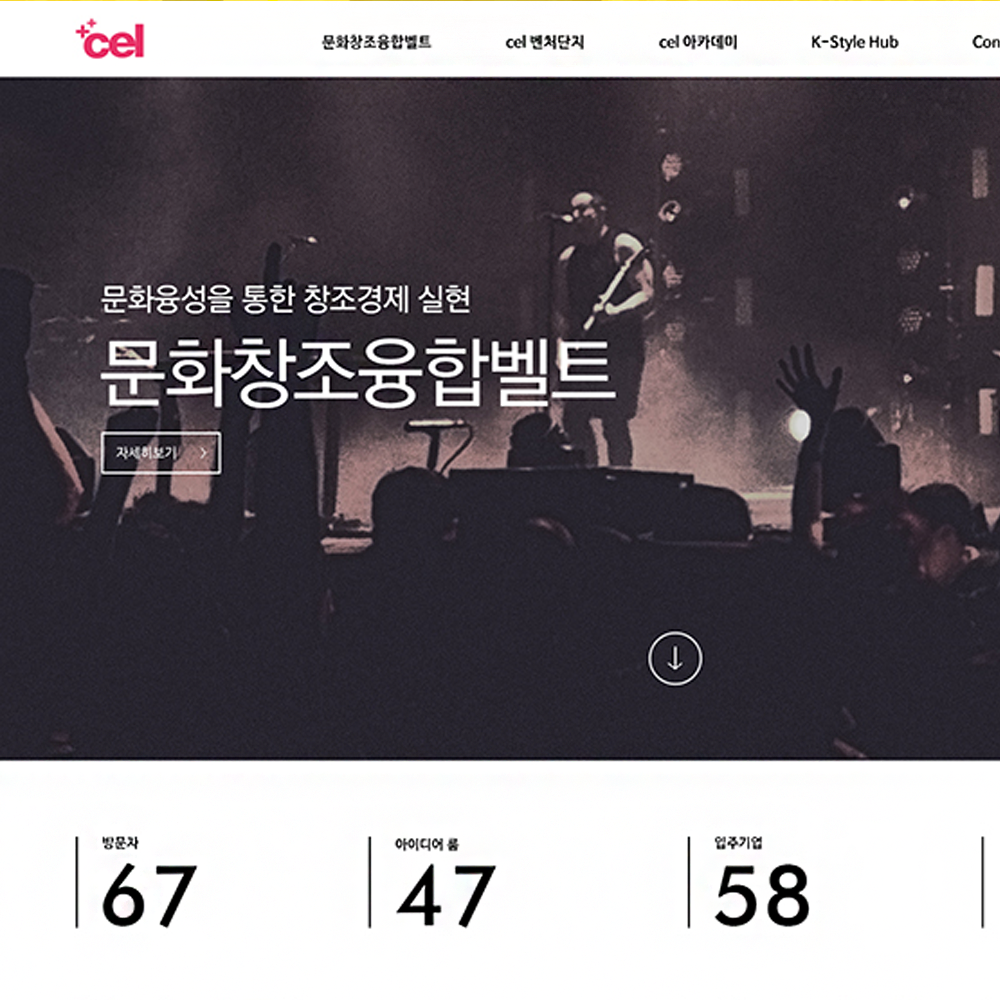 cel
문화창조융합벨트
cel 벤처단지
cel 아카데미
K-Style Hub
Con
문화융성을 통한 창조경제 실현
문화창조융합벨트
자세히보기
방문자
67
아이디어 룸
47
입주기업
58